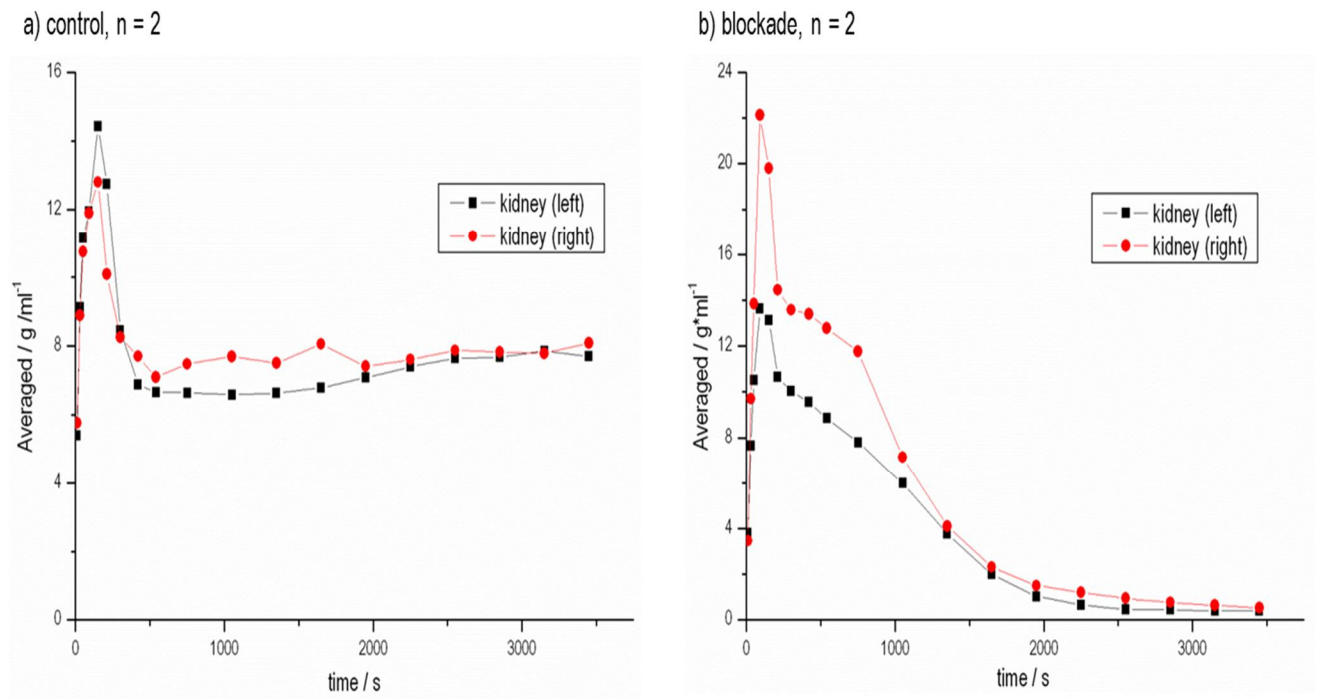 a) control, n = 2
16
12
8
4
0
Averaged / g /ml⁻¹
0
1000
2000
3000
time / s
kidney (left)
kidney (right)
b) blockade, n = 2
24
20
16
12
8
4
0
Averaged / g*ml⁻¹
0
1000
2000
3000
time / s
kidney (left)
kidney (right)